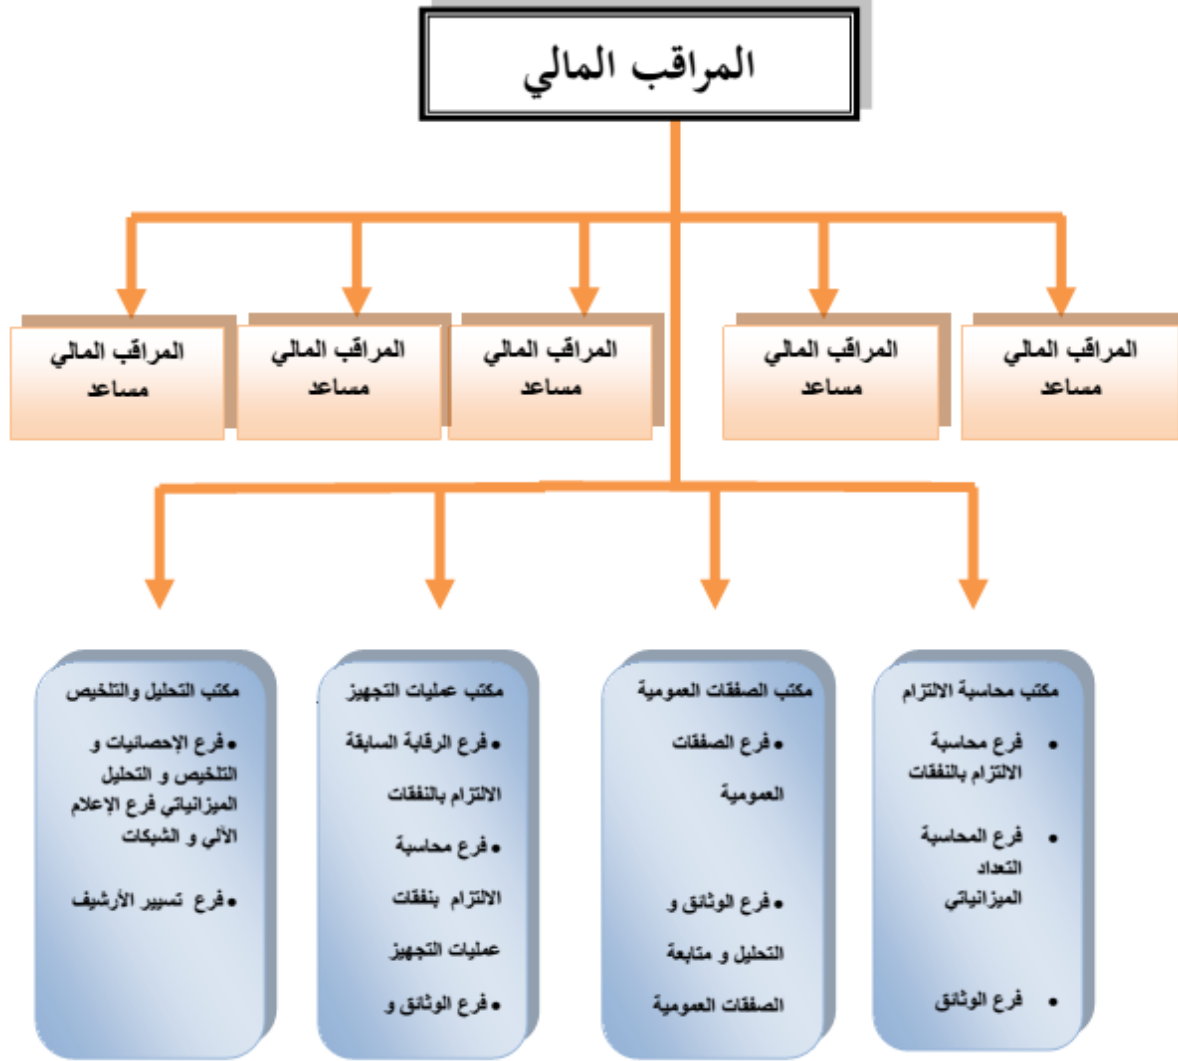 المراقب المالي
المراقب المالي
مساعد
المراقب المالي
مساعد
المراقب المالي
مساعد
المراقب المالي
مساعد
المراقب المالي
مساعد
مكتب محاسبة الالتزام
• فرع محاسبة
الالتزام بالنفقات
• فرع المحاسبة
التعداد
الميزانياتي
• فرع الوثائق
مكتب الصفقات العمومية
• فرع الصفقات
العمومية
• فرع الوثائق و
التحليل و متابعة
الصفقات العمومية
مكتب عمليات التجهيز
• فرع الرقابة السابقة
الالتزام بالنفقات
• فرع محاسبة
الالتزام بنفقات
عمليات التجهيز
• فرع الوثائق و
مكتب التحليل والتلخيص
• فرع الإحصائيات و
التلخيص و التحليل
الميزانياتي فرع الإعلام
الألي و الشبكات
• فرع تسيير الأرشيف